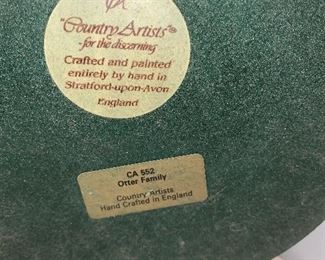 "Country Artists"®
-for the discerning
Crafted and painted
entirely by hand in
Stratford-upon-Avon
England
CA 552
Otter Family
Country Artists
Hand Crafted in England